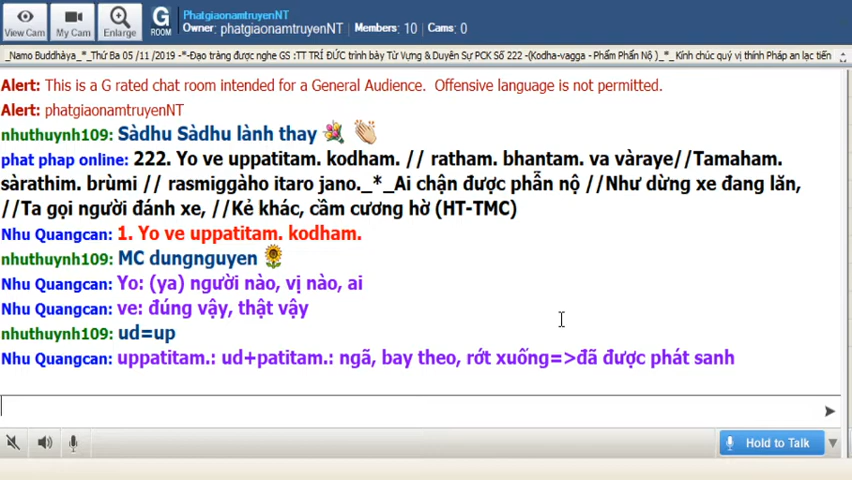 View Cam
My Cam
Enlarge
G
ROOM
PhatgiaonamtruyenNT
Owner: phatgiaonamtruyenNT | Members: 10 | Cams: 0
_Namo Buddhàya_*_Thứ Ba 05 /11 /2019 -*-Đạo tràng được nghe GS :TT TRÍ ĐỨC trình bày Từ Vựng & Duyên Sự PCK Số 222 -(Kodha-vagga - Phẩm Phẫn Nộ )_*_ Kính chúc quý vị thính Pháp an lạc tiến
Alert: This is a G rated chat room intended for a General Audience. Offensive language is not permitted.
Alert: phatgiaonamtruyenNT
nhuthuynh109: Sàdhu Sàdhu lành thay
phat phap online: 222. Yo ve uppatitam. kodham. // ratham. bhantam. va vàraye//Tamaham.
sàrathim. brùmi // rasmiggàho itaro jano._*_Ai chận được phẫn nộ //Như dừng xe đang lăn,
//Ta gọi người đánh xe, //Kẻ khác, cầm cương hờ (HT-TMC)
Nhu Quangcan: 1. Yo ve uppatitam. kodham.
nhuthuynh109: MC dungnguyen
Nhu Quangcan: Yo: (ya) người nào, vị nào, ai
Nhu Quangcan: ve: đúng vậy, thật vậy
nhuthuynh109: ud=up
Nhu Quangcan: uppatitam.: ud+patitam.: ngã, bay theo, rớt xuống=>đã được phát sanh
Hold to Talk